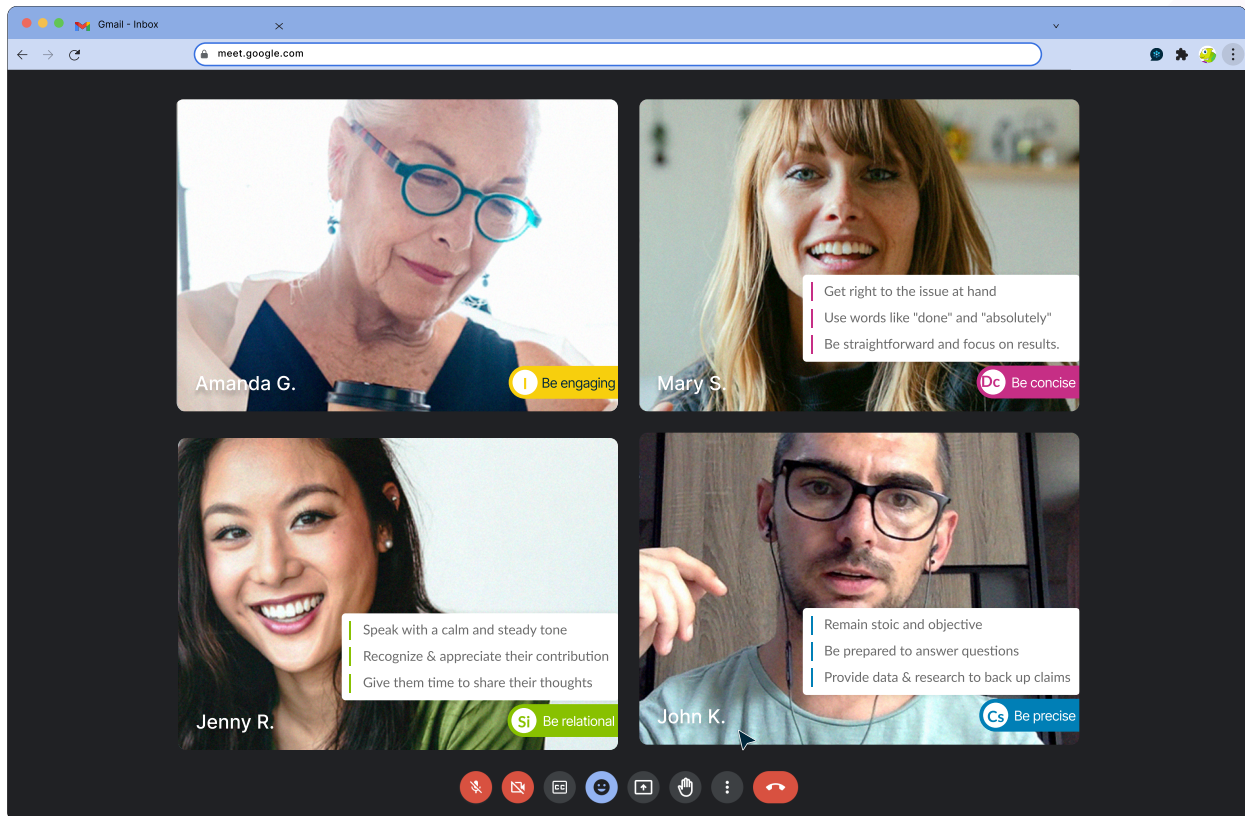 Gmail - Inbox
meet.google.com
Amanda G.
I Be engaging
Get right to the issue at hand
Use words like "done" and "absolutely"
Be straightforward and focus on results.
Mary S.
Dc Be concise
Speak with a calm and steady tone
Recognize & appreciate their contribution
Give them time to share their thoughts
Jenny R.
Si Be relational
Remain stoic and objective
Be prepared to answer questions
Provide data & research to back up claims
John K.
Cs Be precise
CC